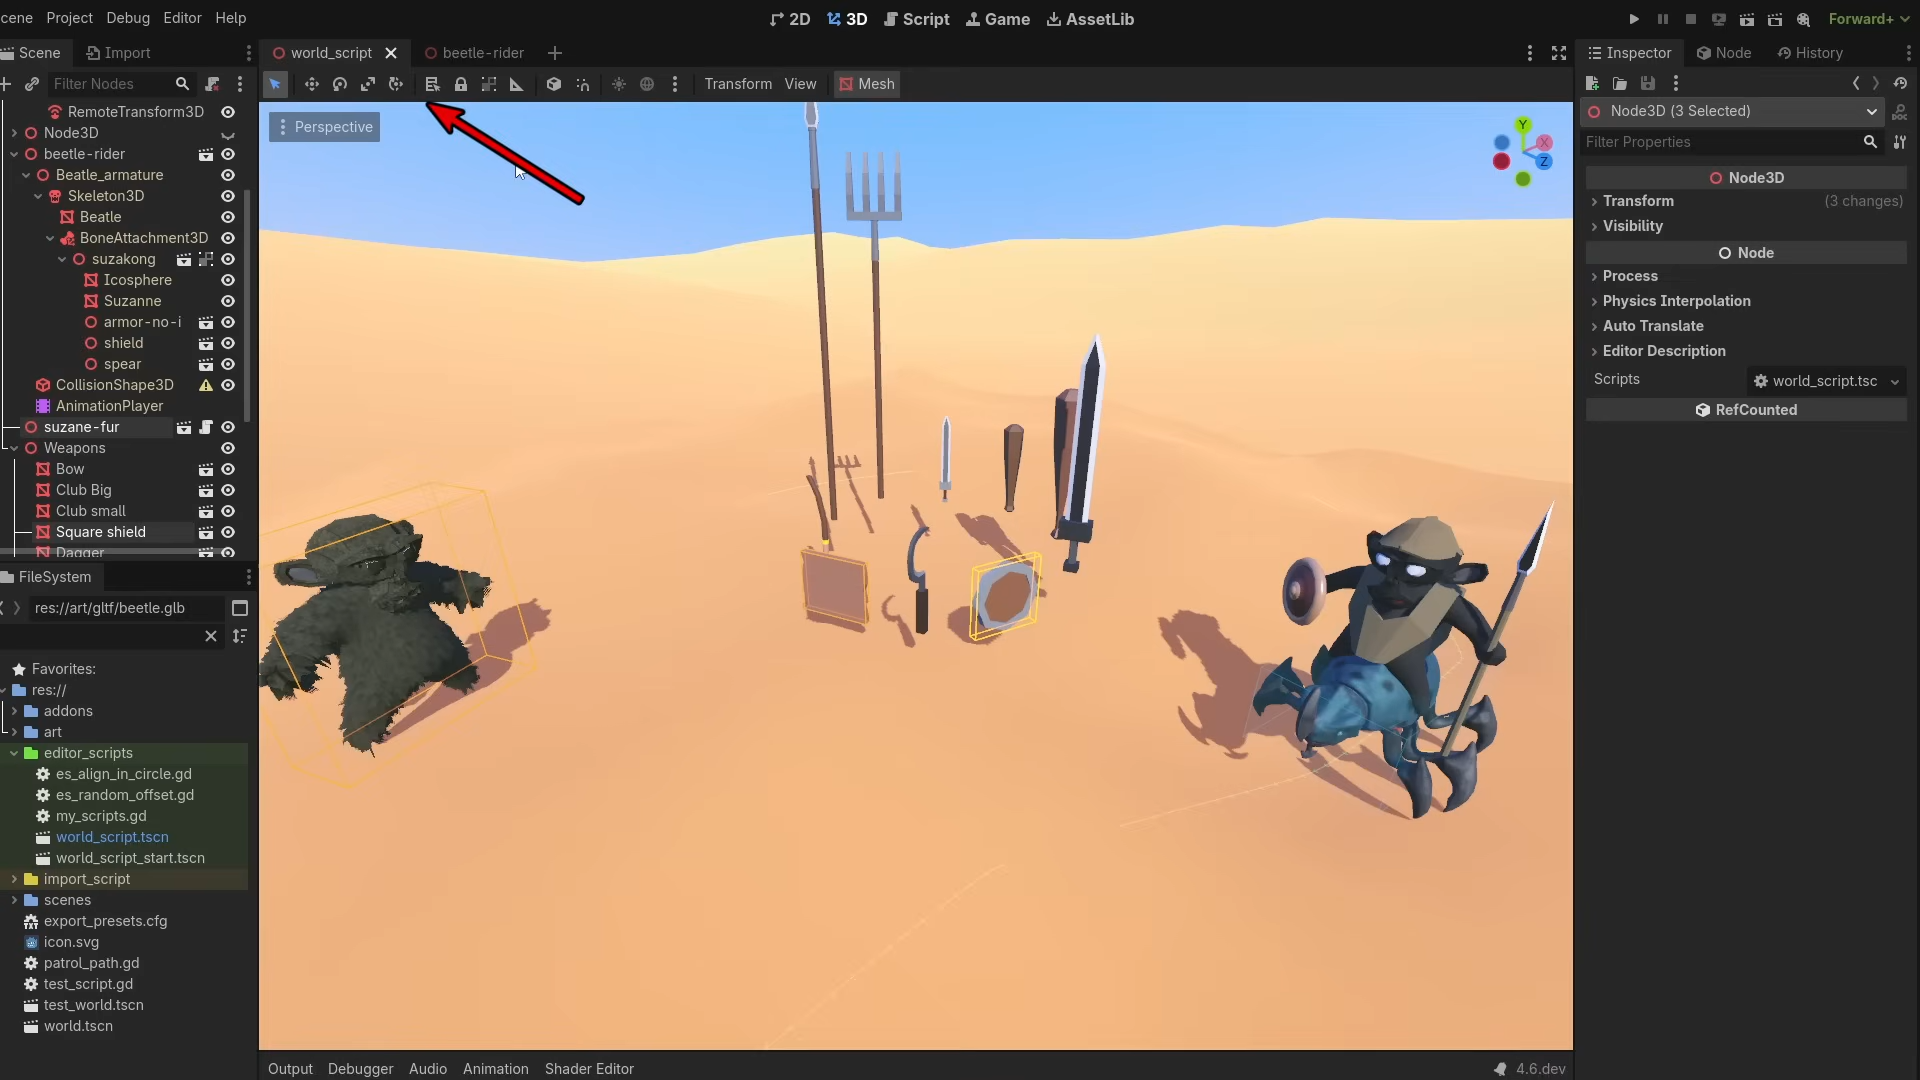 cene Project Debug Editor Help
2D 3D Script Game AssetLib
Forward+
Scene Import
Filter Nodes
RemoteTransform3D
Node3D
beetle-rider
Beatle_armature
Skeleton3D
Beatle
BoneAttachment3D
suzakong
Icosphere
Suzanne
armor-no-i
shield
spear
CollisionShape3D
AnimationPlayer
suzane-fur
Weapons
Bow
Club Big
Club small
Square shield
Dagger
FileSystem
res://art/gltf/beetle.glb
Favorites:
res://
addons
art
editor_scripts
es_align_in_circle.gd
es_random_offset.gd
my_scripts.gd
world_script.tscn
world_script_start.tscn
import_script
scenes
export_presets.cfg
icon.svg
patrol_path.gd
test_script.gd
test_world.tscn
world.tscn
world_script beetle-rider
Transform View Mesh
Perspective
Y
X
Z
Output Debugger Audio Animation Shader Editor
4.6.dev
Inspector Node History
Node3D (3 Selected)
DOC
Filter Properties
Node3D
Transform (3 changes)
Visibility
Node
Process
Physics Interpolation
Auto Translate
Editor Description
Scripts world_script.tsc
RefCounted